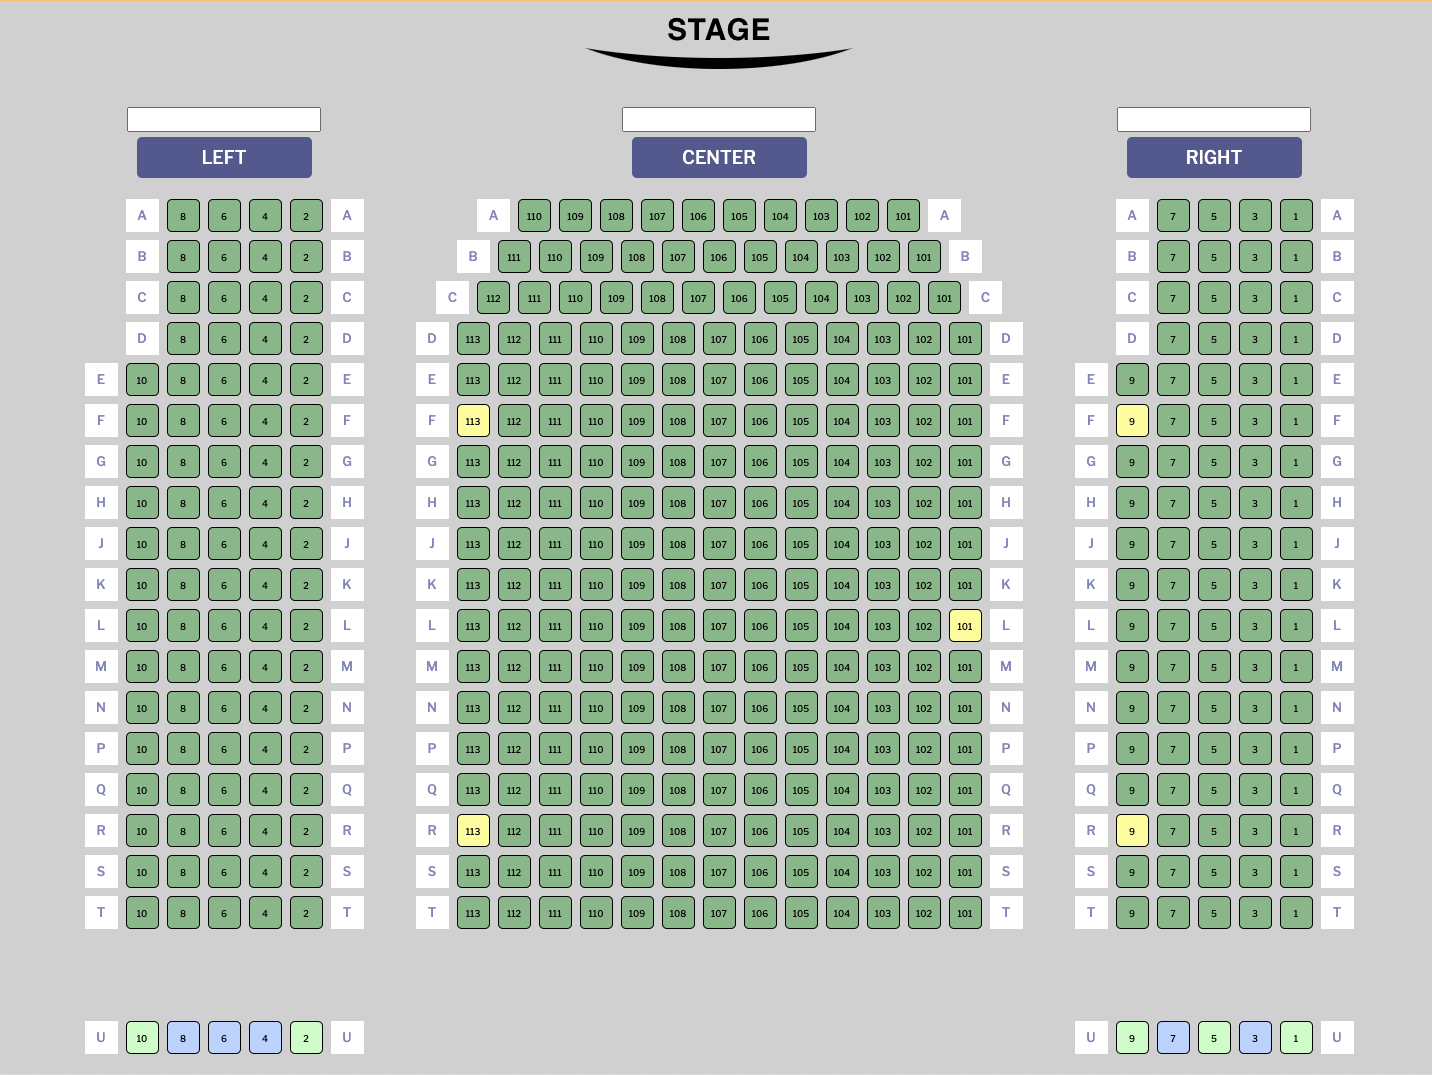 STAGE
LEFT CENTER RIGHT
A 8 6 4 2 A A 110 109 108 107 106 105 104 103 102 101 A A 7 5 3 1 A
B 8 6 4 2 B B 111 110 109 108 107 106 105 104 103 102 101 B B 7 5 3 1 B
C 8 6 4 2 C C 112 111 110 109 108 107 106 105 104 103 102 101 C C 7 5 3 1 C
D 8 6 4 2 D D 113 112 111 110 109 108 107 106 105 104 103 102 101 D D 7 5 3 1 D
E 10 8 6 4 2 E E 113 112 111 110 109 108 107 106 105 104 103 102 101 E E 9 7 5 3 1 E
F 10 8 6 4 2 F F 113 112 111 110 109 108 107 106 105 104 103 102 101 F F 9 7 5 3 1 F
G 10 8 6 4 2 G G 113 112 111 110 109 108 107 106 105 104 103 102 101 G G 9 7 5 3 1 G
H 10 8 6 4 2 H H 113 112 111 110 109 108 107 106 105 104 103 102 101 H H 9 7 5 3 1 H
J 10 8 6 4 2 J J 113 112 111 110 109 108 107 106 105 104 103 102 101 J J 9 7 5 3 1 J
K 10 8 6 4 2 K K 113 112 111 110 109 108 107 106 105 104 103 102 101 K K 9 7 5 3 1 K
L 10 8 6 4 2 L L 113 112 111 110 109 108 107 106 105 104 103 102 101 L L 9 7 5 3 1 L
M 10 8 6 4 2 M M 113 112 111 110 109 108 107 106 105 104 103 102 101 M M 9 7 5 3 1 M
N 10 8 6 4 2 N N 113 112 111 110 109 108 107 106 105 104 103 102 101 N N 9 7 5 3 1 N
P 10 8 6 4 2 P P 113 112 111 110 109 108 107 106 105 104 103 102 101 P P 9 7 5 3 1 P
Q 10 8 6 4 2 Q Q 113 112 111 110 109 108 107 106 105 104 103 102 101 Q Q 9 7 5 3 1 Q
R 10 8 6 4 2 R R 113 112 111 110 109 108 107 106 105 104 103 102 101 R R 9 7 5 3 1 R
S 10 8 6 4 2 S S 113 112 111 110 109 108 107 106 105 104 103 102 101 S S 9 7 5 3 1 S
T 10 8 6 4 2 T T 113 112 111 110 109 108 107 106 105 104 103 102 101 T T 9 7 5 3 1 T
U 10 8 6 4 2 U U 9 7 5 3 1 U